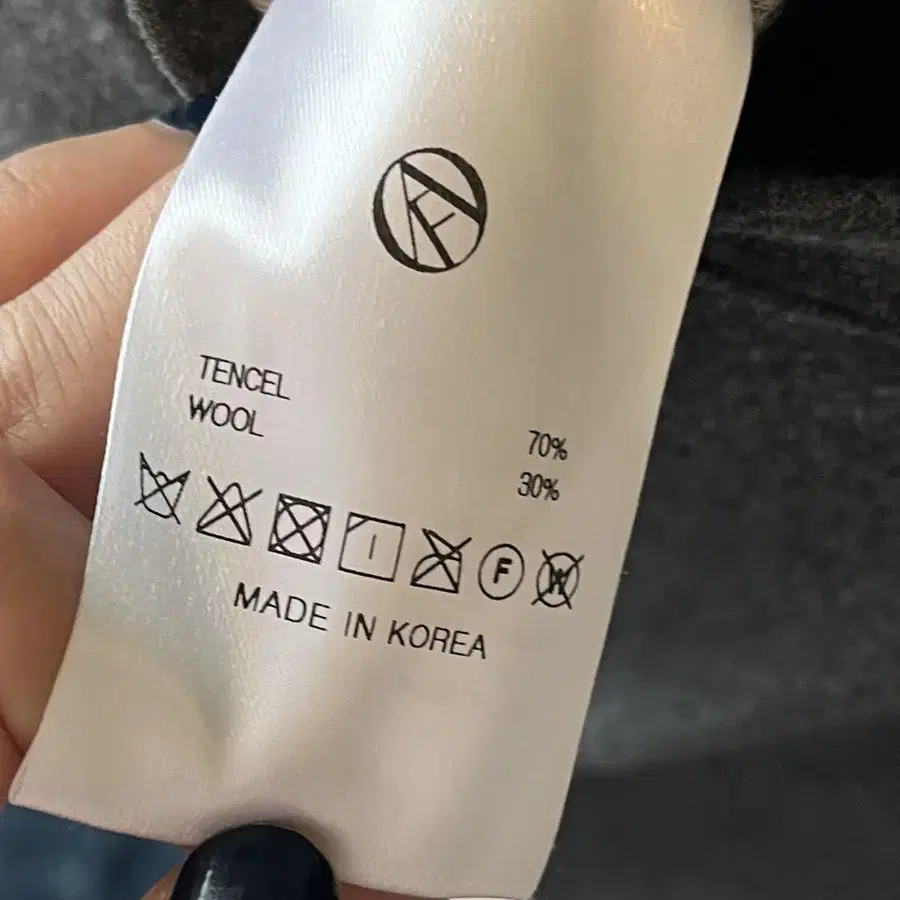 TENCEL 70%
WOOL 30%
F W
MADE IN KOREA